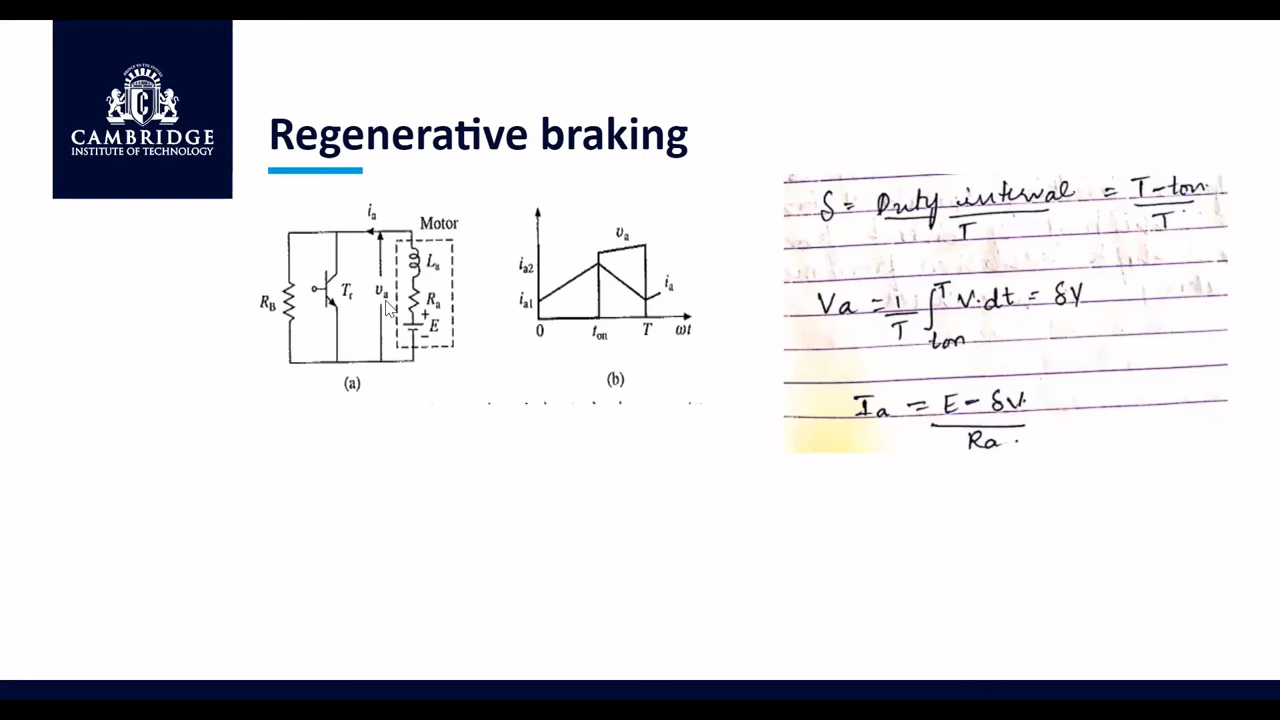 CAMBRIDGE
INSTITUTE OF TECHNOLOGY
Regenerative braking
ia
Motor
La
RB
Tr
va
Ra
+
E
−
(a)
va
ia2
ia
ia1
0
ton
T
ωt
(b)
δ = Duty interval / T = T-ton / T
Va = 1/T ∫ton^T V.dt = δV
Ia = E - δV. / Ra.